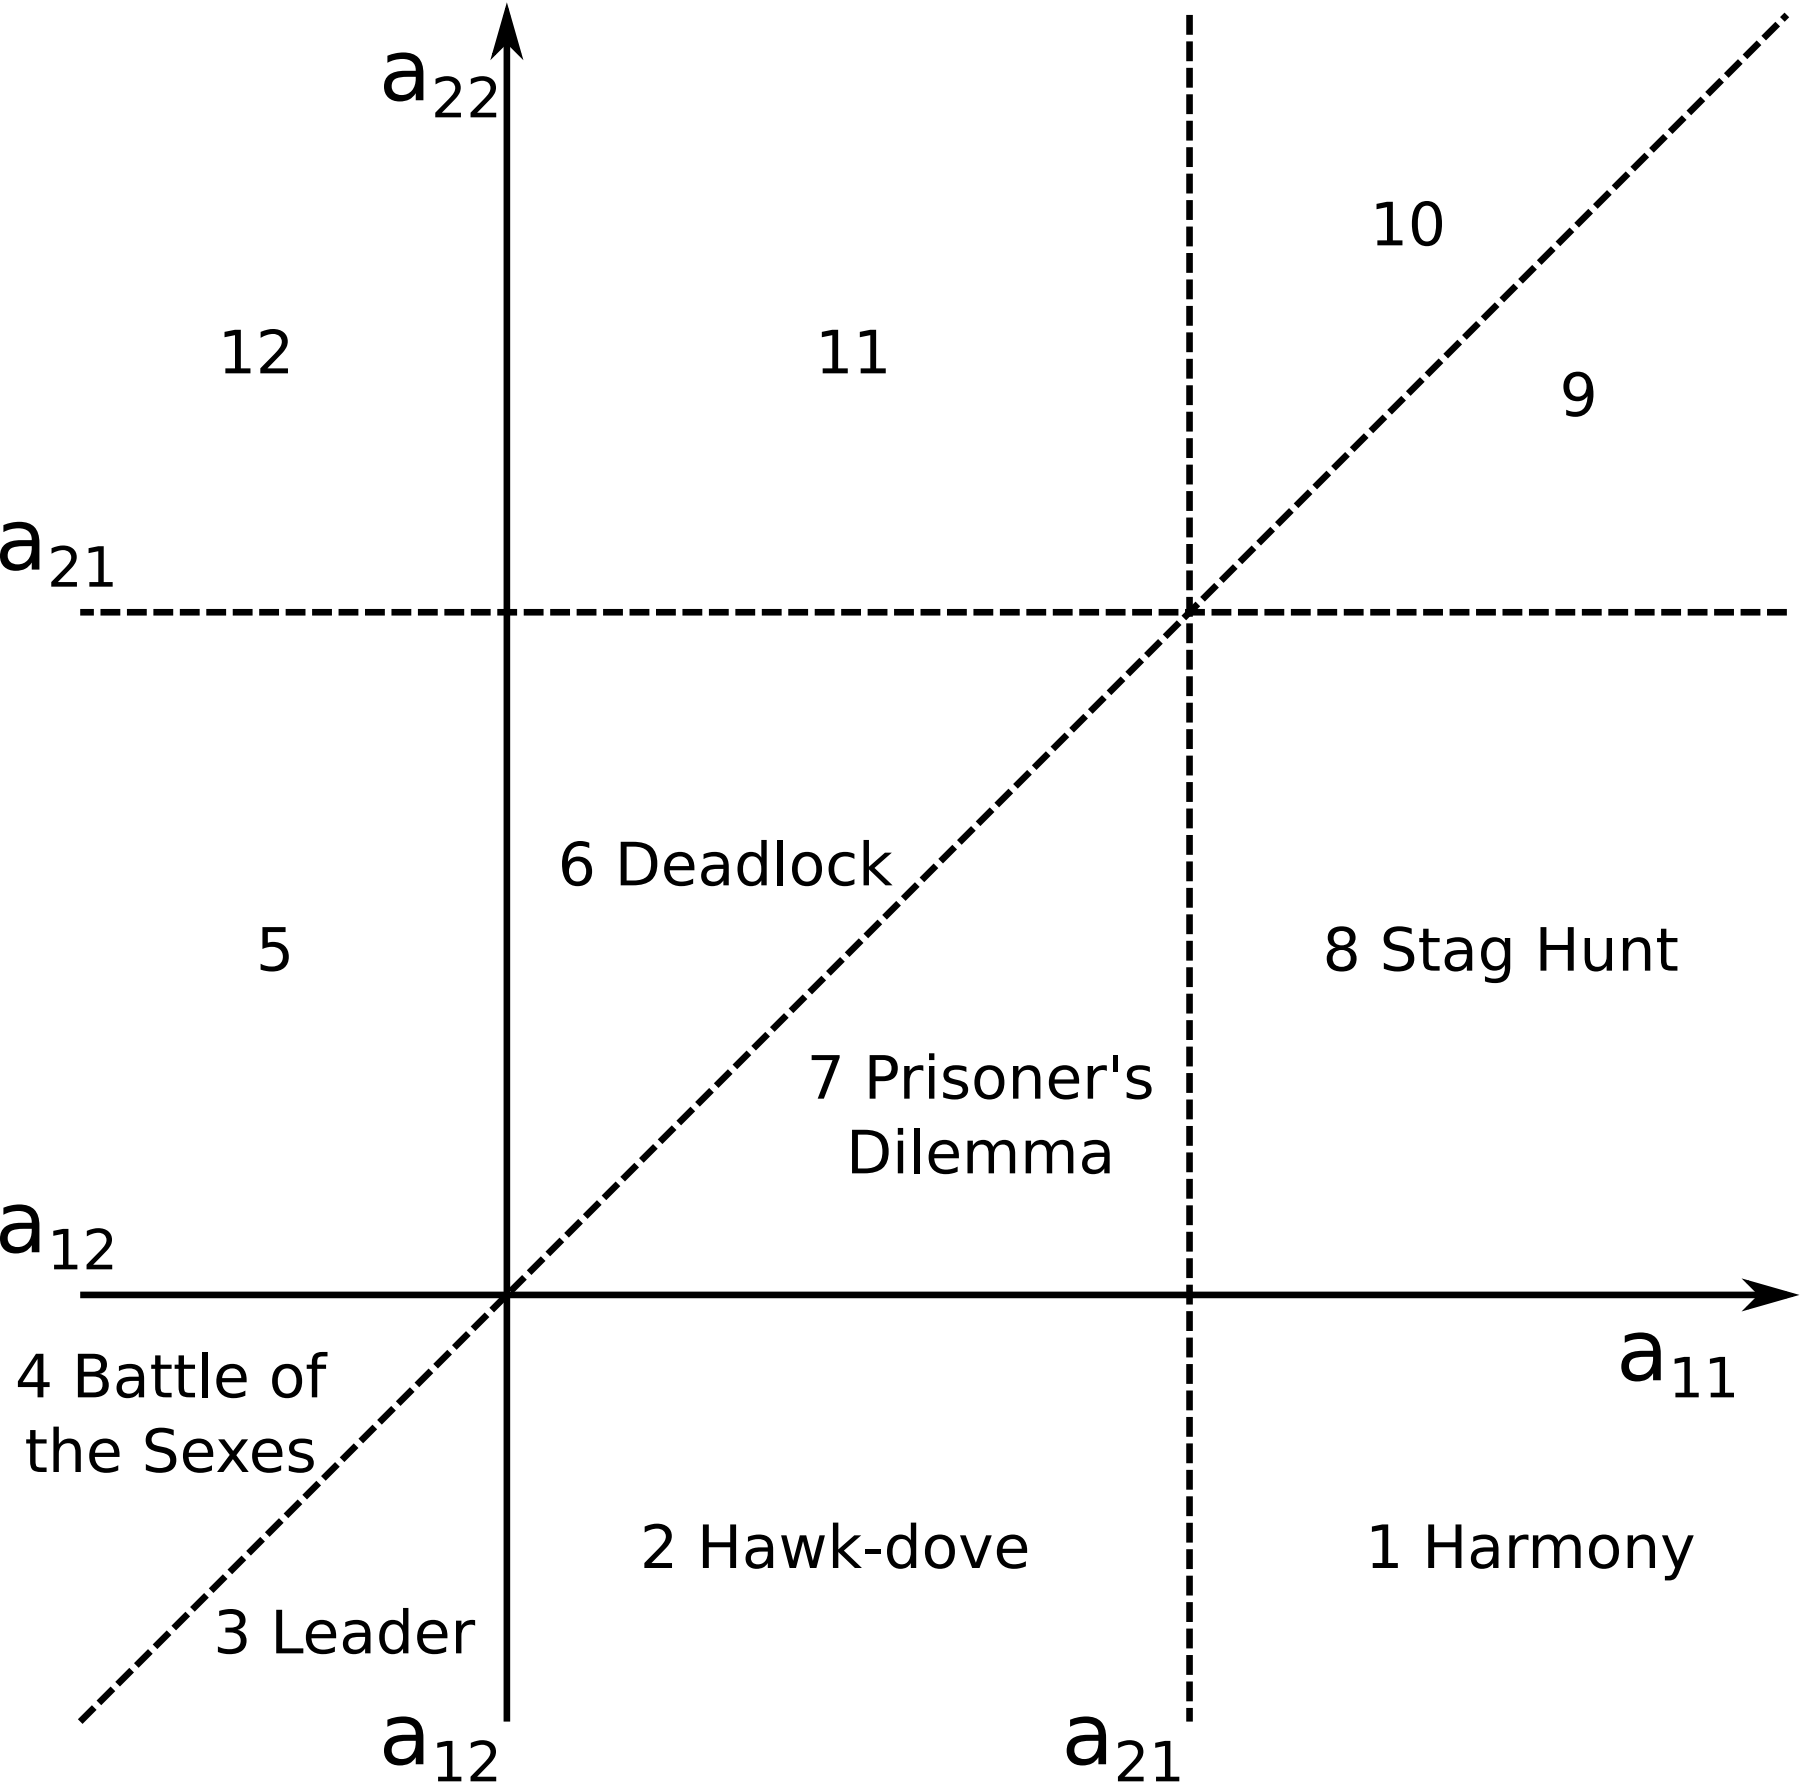 a₂₂
10
12
11
9
a₂₁
6 Deadlock
5
8 Stag Hunt
7 Prisoner's
Dilemma
a₁₂
a₁₁
4 Battle of
the Sexes
2 Hawk-dove
1 Harmony
3 Leader
a₁₂
a₂₁